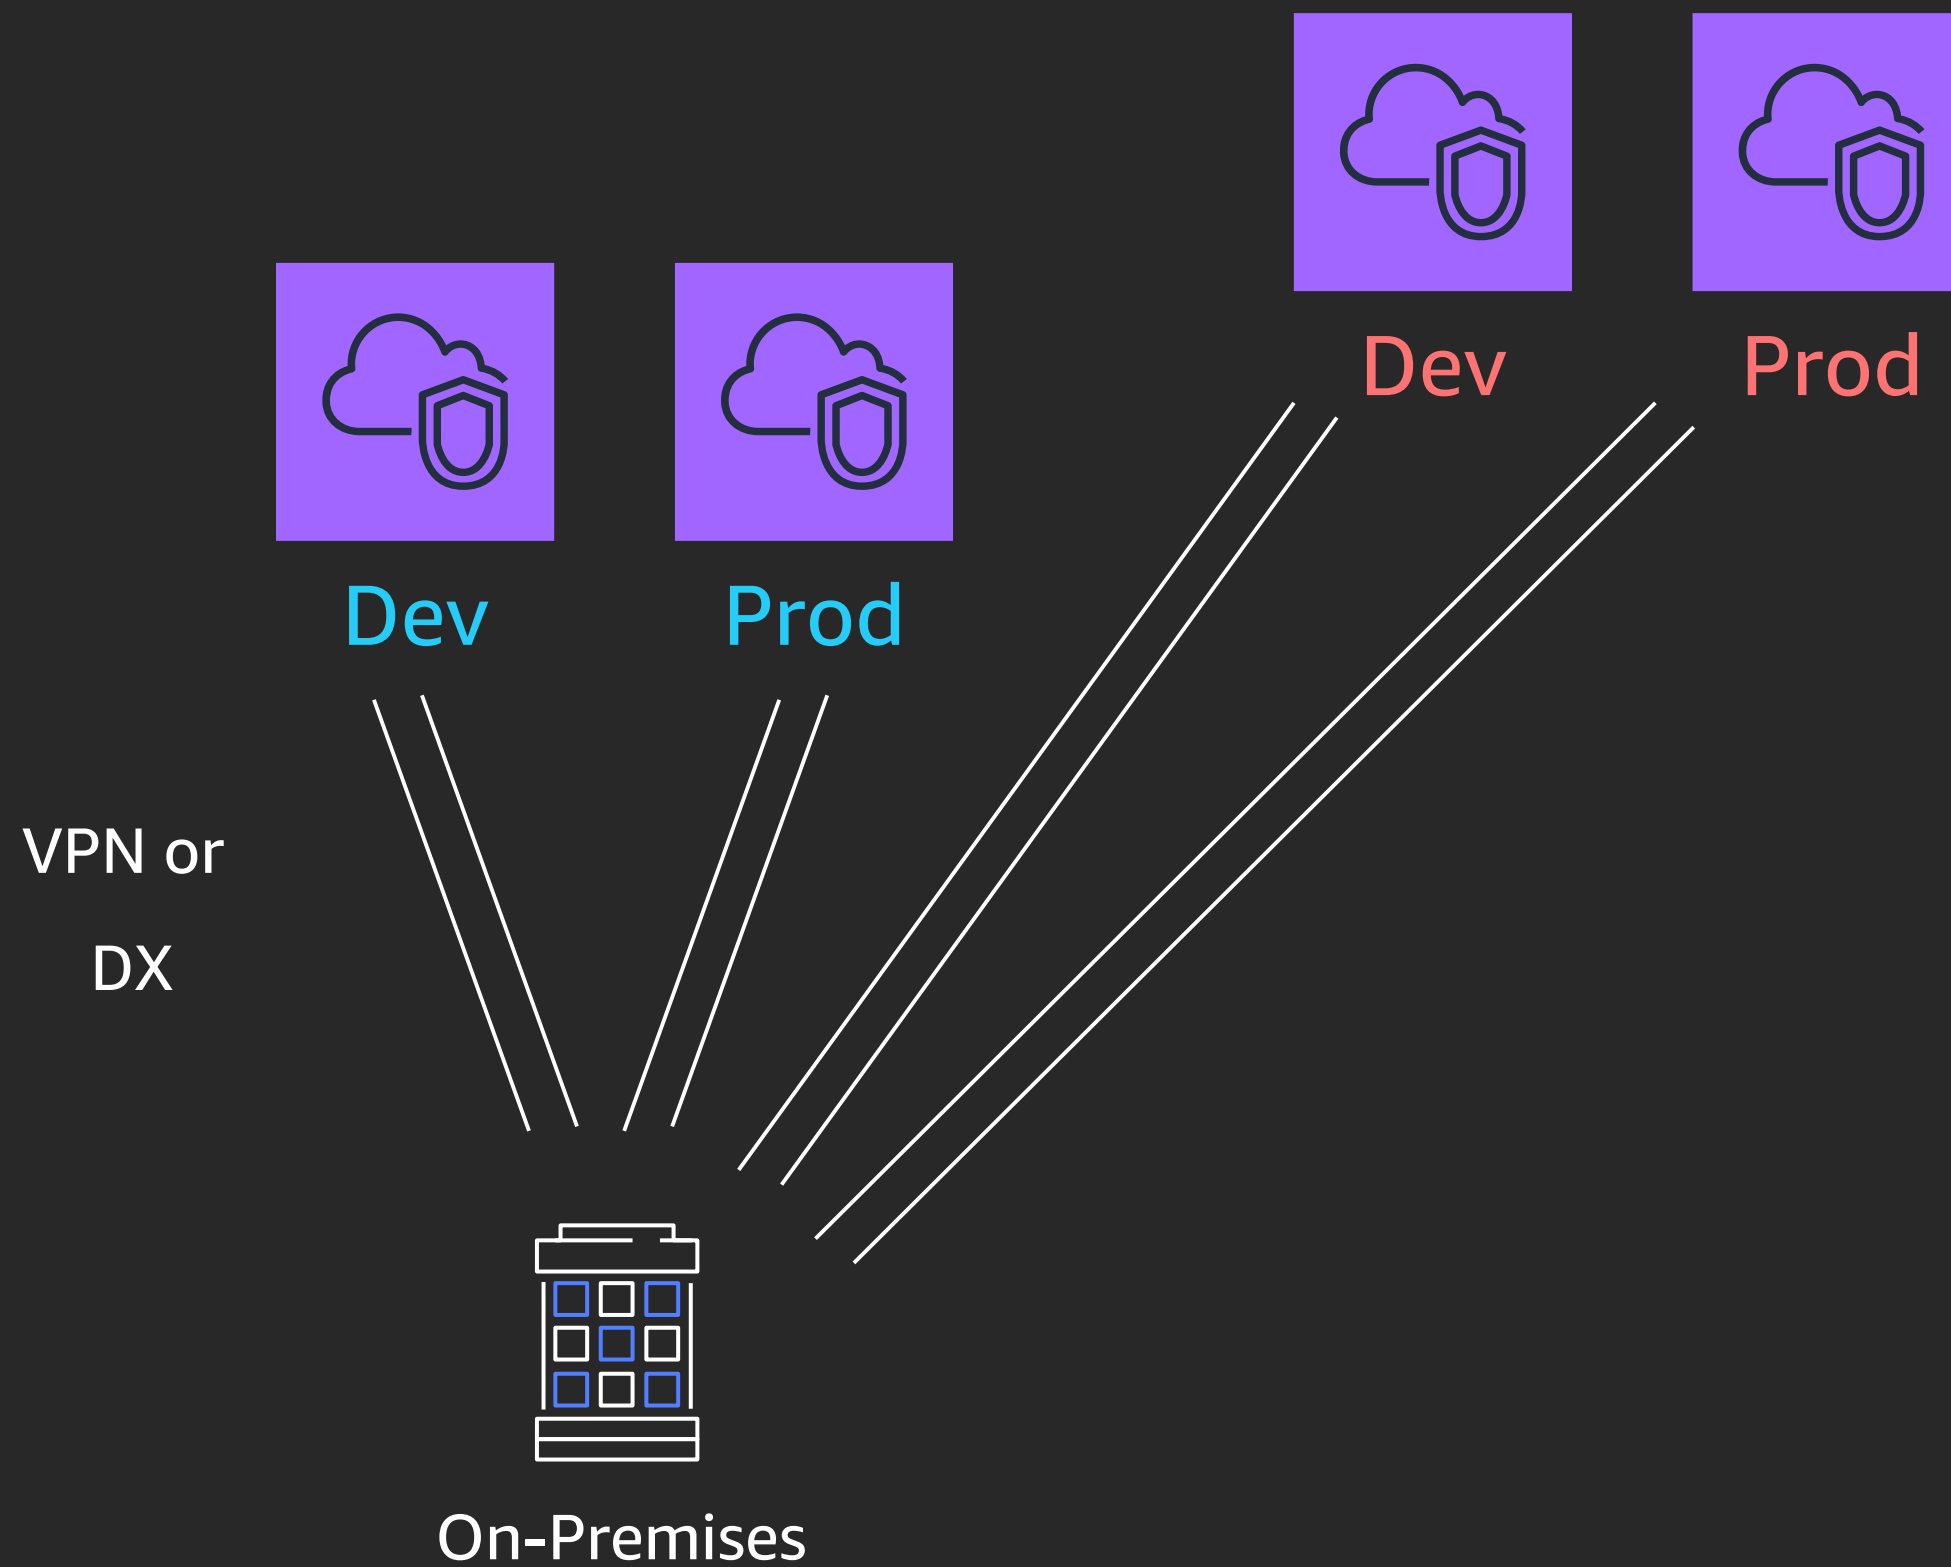 Dev
Prod
Dev
Prod
VPN or
DX
On-Premises